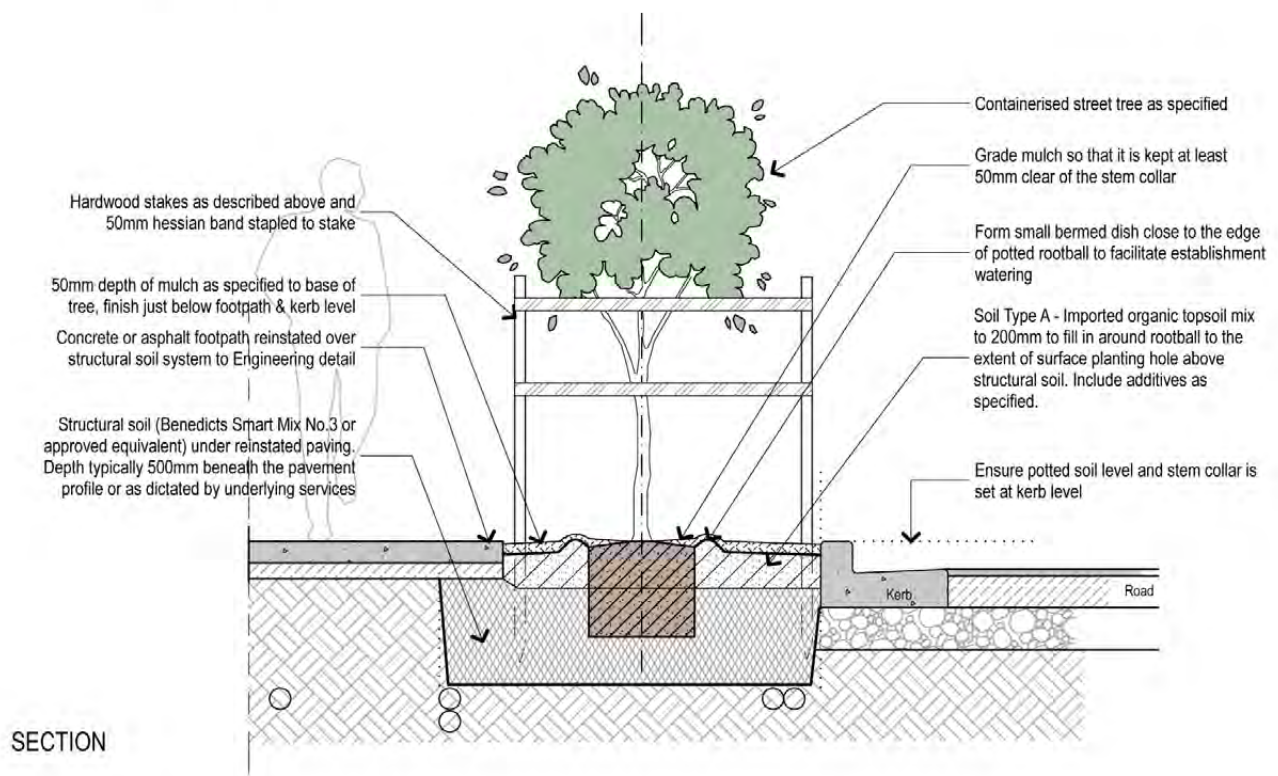 Hardwood stakes as described above and
50mm hessian band stapled to stake
50mm depth of mulch as specified to base of
tree, finish just below footpath & kerb level
Concrete or asphalt footpath reinstated over
structural soil system to Engineering detail
Structural soil (Benedicts Smart Mix No.3 or
approved equivalent) under reinstated paving.
Depth typically 500mm beneath the pavement
profile or as dictated by underlying services
Containerised street tree as specified
Grade mulch so that it is kept at least
50mm clear of the stem collar
Form small bermed dish close to the edge
of potted rootball to facilitate establishment
watering
Soil Type A - Imported organic topsoil mix
to 200mm to fill in around rootball to the
extent of surface planting hole above
structural soil. Include additives as
specified.
Ensure potted soil level and stem collar is
set at kerb level
Kerb
Road
SECTION